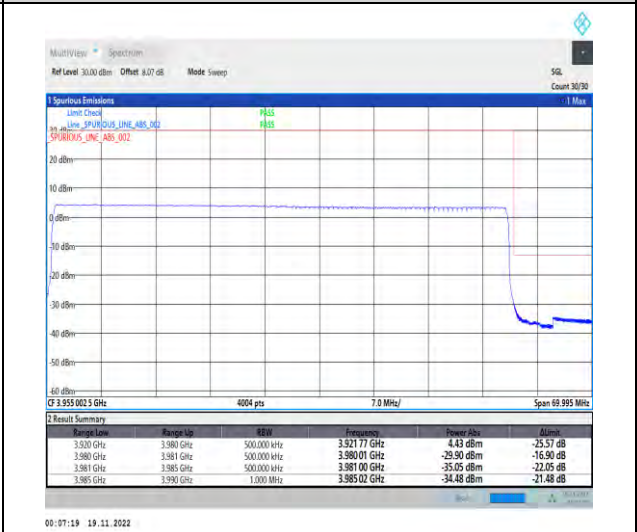 MultiView Spectrum
Ref Level 30.00 dBm Offset 8.07 dB Mode Sweep SGL
Count 30/30
1 Spurious Emissions 1 Max
Limit Check PASS
Line _SPURIOUS_LINE_ABS_002 PASS
_SPURIOUS_LINE_ABS_002
20 dBm
10 dBm
0 dBm
-10 dBm
-20 dBm
-30 dBm
-40 dBm
-50 dBm
-60 dBm
CF 3.955 002 5 GHz 4004 pts 7.0 MHz/ Span 69.995 MHz
2 Result Summary
Range Low Range Up RBW Frequency Power Abs ΔLimit
3.920 GHz 3.980 GHz 500.000 kHz 3.921 77 GHz 4.43 dBm -25.57 dB
3.980 GHz 3.981 GHz 500.000 kHz 3.980 01 GHz -29.90 dBm -16.90 dB
3.981 GHz 3.985 GHz 500.000 kHz 3.981 00 GHz -35.05 dBm -22.05 dB
3.985 GHz 3.990 GHz 1.000 MHz 3.985 02 GHz -34.48 dBm -21.48 dB
00:07:19 19.11.2022